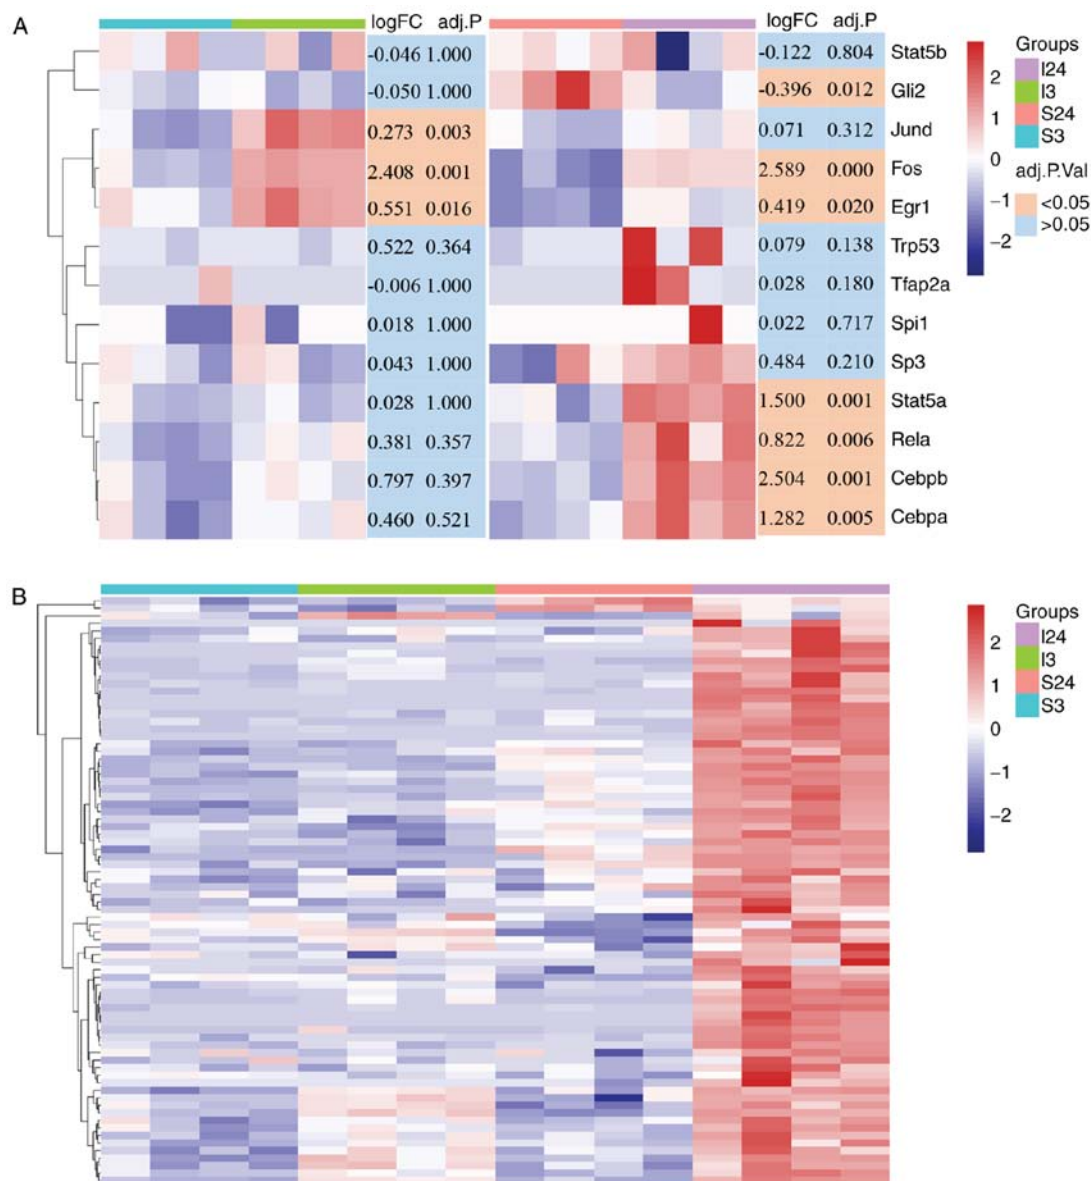 A
logFC adj.P logFC adj.P
-0.046 1.000 -0.122 0.804 Stat5b
-0.050 1.000 -0.396 0.012 Gli2
0.273 0.003 0.071 0.312 Jund
2.408 0.001 2.589 0.000 Fos
0.551 0.016 0.419 0.020 Egr1
0.522 0.364 0.079 0.138 Trp53
-0.006 1.000 0.028 0.180 Tfap2a
0.018 1.000 0.022 0.717 Spi1
0.043 1.000 0.484 0.210 Sp3
0.028 1.000 1.500 0.001 Stat5a
0.381 0.357 0.822 0.006 Rela
0.797 0.397 2.504 0.001 Cebpb
0.460 0.521 1.282 0.005 Cebpa
2
1
0
-1
-2
Groups
I24
I3
S24
S3
adj.P.Val
<0.05
>0.05
B
2
1
0
-1
-2
Groups
I24
I3
S24
S3